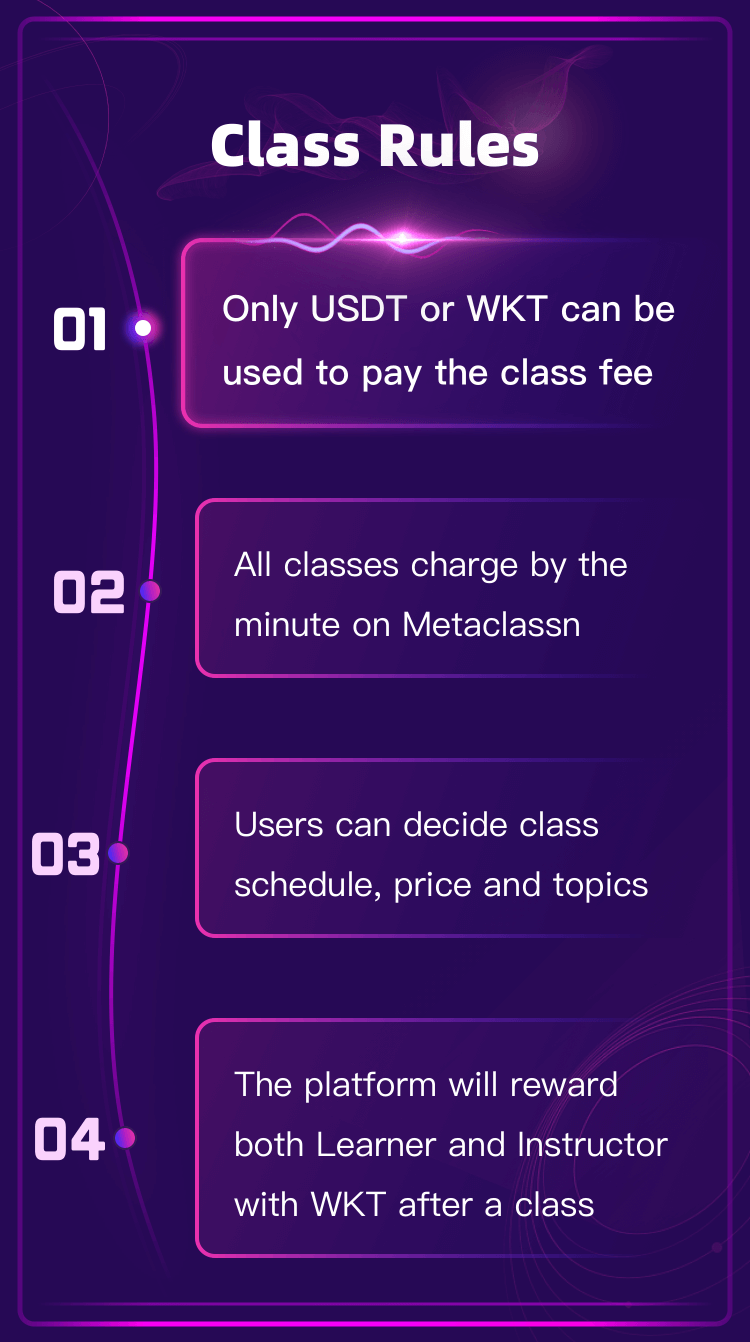 Class Rules
01
Only USDT or WKT can be
used to pay the class fee
02
All classes charge by the
minute on Metaclassn
03
Users can decide class
schedule, price and topics
04
The platform will reward
both Learner and Instructor
with WKT after a class